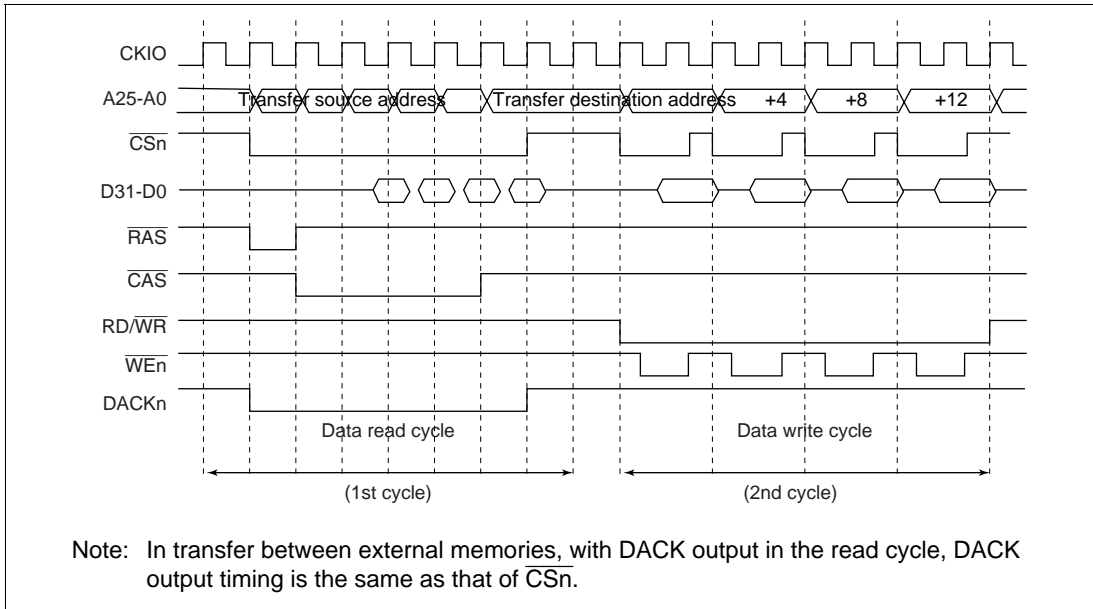 CKIO
A25-A0 Transfer source address Transfer destination address +4 +8 +12
CSn
D31-D0
RAS
CAS
RD/WR
WEn
DACKn
Data read cycle Data write cycle
(1st cycle) (2nd cycle)
Note: In transfer between external memories, with DACK output in the read cycle, DACK
output timing is the same as that of CSn.